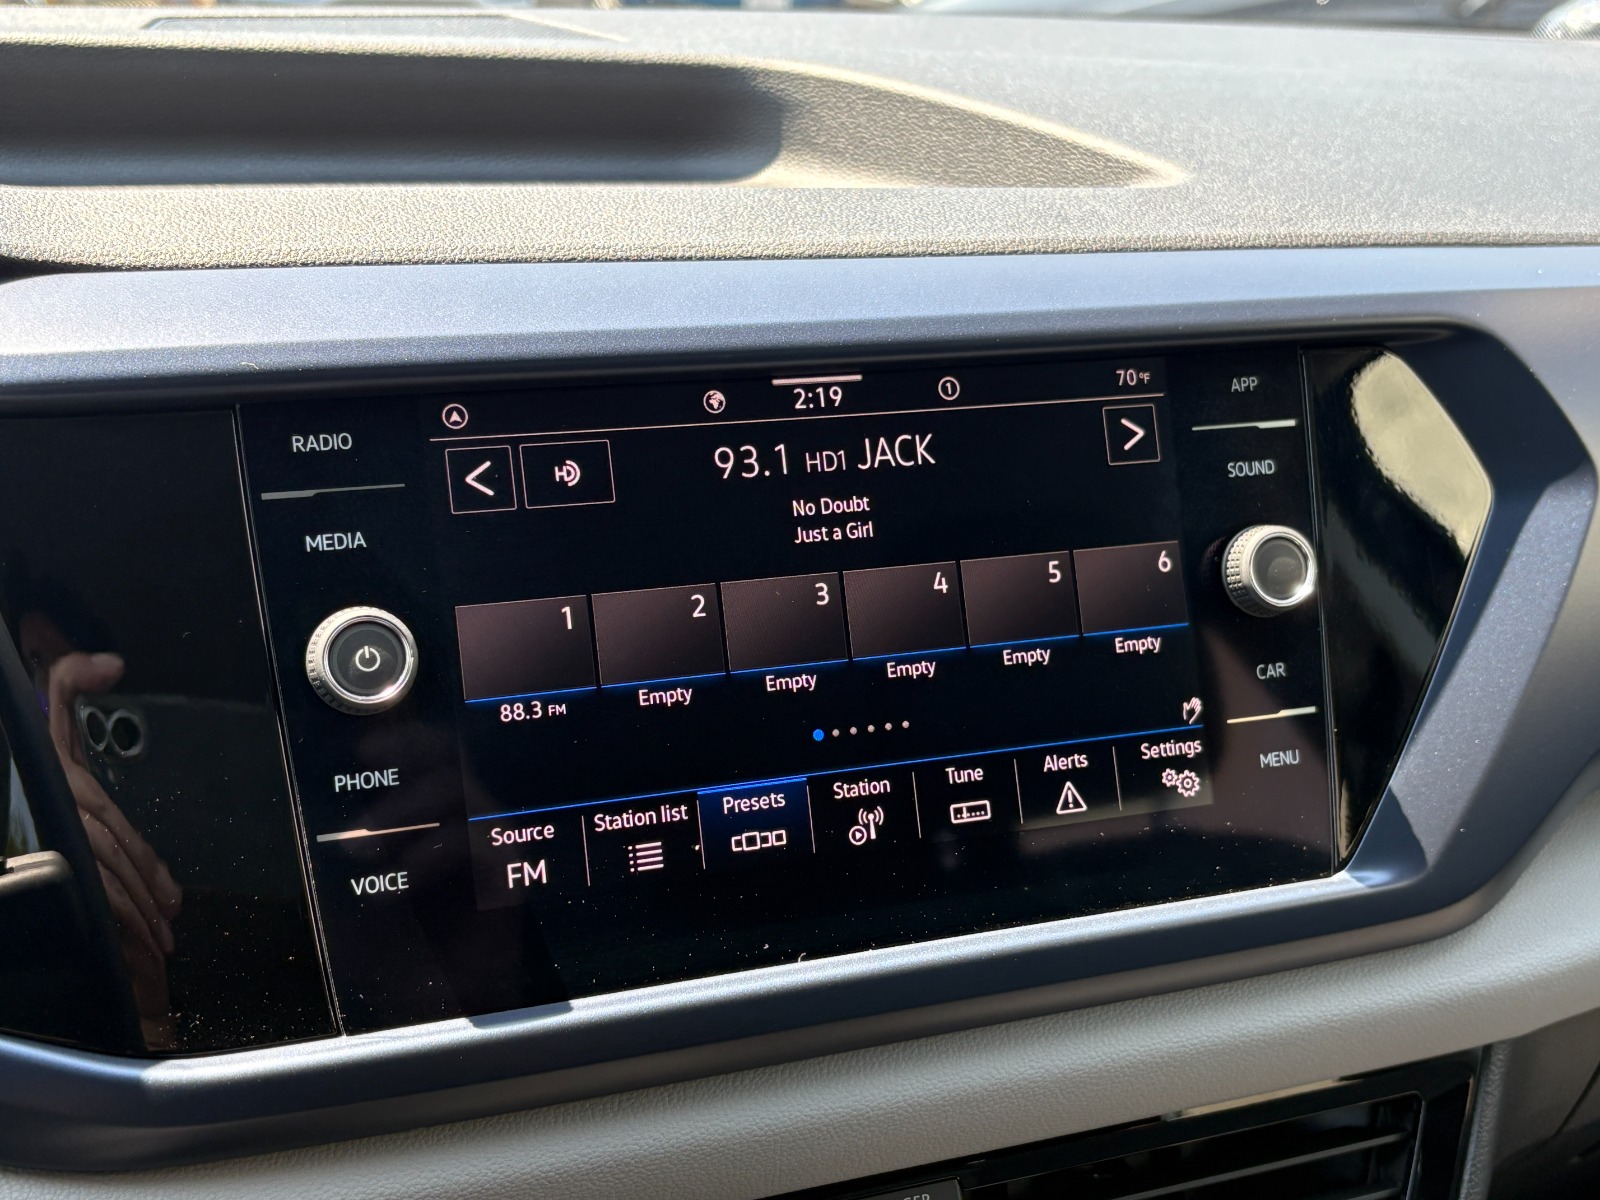 2:19
1
70°F
93.1 HD1 JACK
HD
No Doubt
Just a Girl
1
2
3
4
5
6
88.3 FM
Empty
Empty
Empty
Empty
Empty
Source
FM
Station list
Presets
Station
Tune
Alerts
Settings
RADIO
MEDIA
PHONE
VOICE
APP
SOUND
CAR
MENU